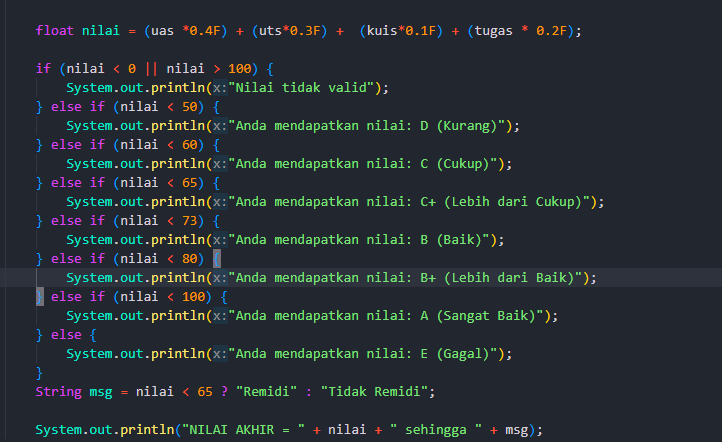 float nilai = (uas *0.4F) + (uts*0.3F) +  (kuis*0.1F) + (tugas * 0.2F);
if (nilai < 0 || nilai > 100) {
System.out.println(x:"Nilai tidak valid");
} else if (nilai < 50) {
System.out.println(x:"Anda mendapatkan nilai: D (Kurang)");
} else if (nilai < 60) {
System.out.println(x:"Anda mendapatkan nilai: C (Cukup)");
} else if (nilai < 65) {
System.out.println(x:"Anda mendapatkan nilai: C+ (Lebih dari Cukup)");
} else if (nilai < 73) {
System.out.println(x:"Anda mendapatkan nilai: B (Baik)");
} else if (nilai < 80) {
System.out.println(x:"Anda mendapatkan nilai: B+ (Lebih dari Baik)");
} else if (nilai < 100) {
System.out.println(x:"Anda mendapatkan nilai: A (Sangat Baik)");
} else {
System.out.println(x:"Anda mendapatkan nilai: E (Gagal)");
}
String msg = nilai < 65 ? "Remidi" : "Tidak Remidi";
System.out.println("NILAI AKHIR = " + nilai + " sehingga " + msg);